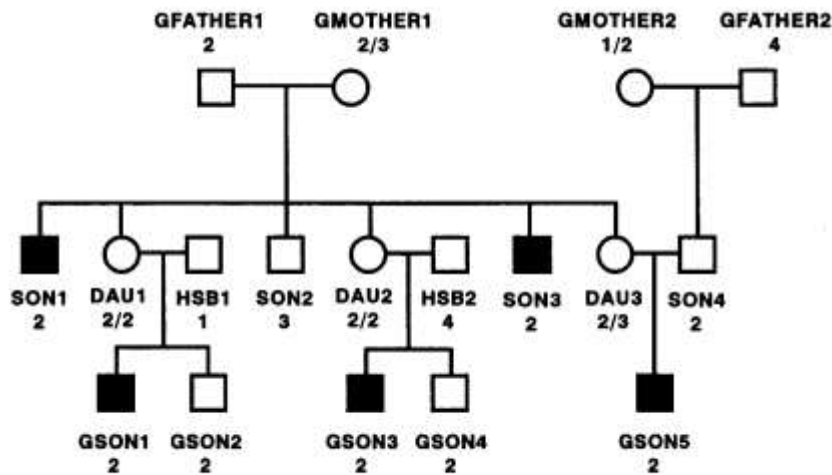 GFATHER1 GMOTHER1 GMOTHER2 GFATHER2
2 2/3 1/2 4
SON1 DAU1 HSB1 SON2 DAU2 HSB2 SON3 DAU3 SON4
2 2/2 1 3 2/2 4 2 2/3 2
GSON1 GSON2 GSON3 GSON4 GSON5
2 2 2 2 2